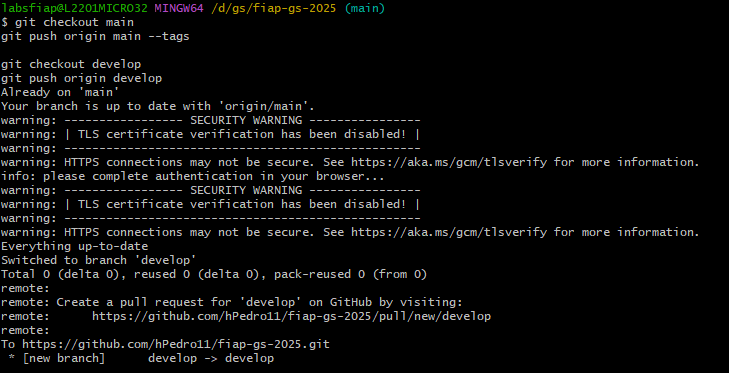 labsfiap@L2201MICRO32 MINGW64 /d/gs/fiap-gs-2025 (main)
$ git checkout main
git push origin main --tags

git checkout develop
git push origin develop
Already on 'main'
Your branch is up to date with 'origin/main'.
warning: ----------------- SECURITY WARNING ----------------
warning: | TLS certificate verification has been disabled! |
warning: ---------------------------------------------------
warning: HTTPS connections may not be secure. See https://aka.ms/gcm/tlsverify for more information.
info: please complete authentication in your browser...
warning: ----------------- SECURITY WARNING ----------------
warning: | TLS certificate verification has been disabled! |
warning: ---------------------------------------------------
warning: HTTPS connections may not be secure. See https://aka.ms/gcm/tlsverify for more information.
Everything up-to-date
Switched to branch 'develop'
Total 0 (delta 0), reused 0 (delta 0), pack-reused 0 (from 0)
remote:
remote: Create a pull request for 'develop' on GitHub by visiting:
remote:      https://github.com/hPedro11/fiap-gs-2025/pull/new/develop
remote:
To https://github.com/hPedro11/fiap-gs-2025.git
 * [new branch]      develop -> develop